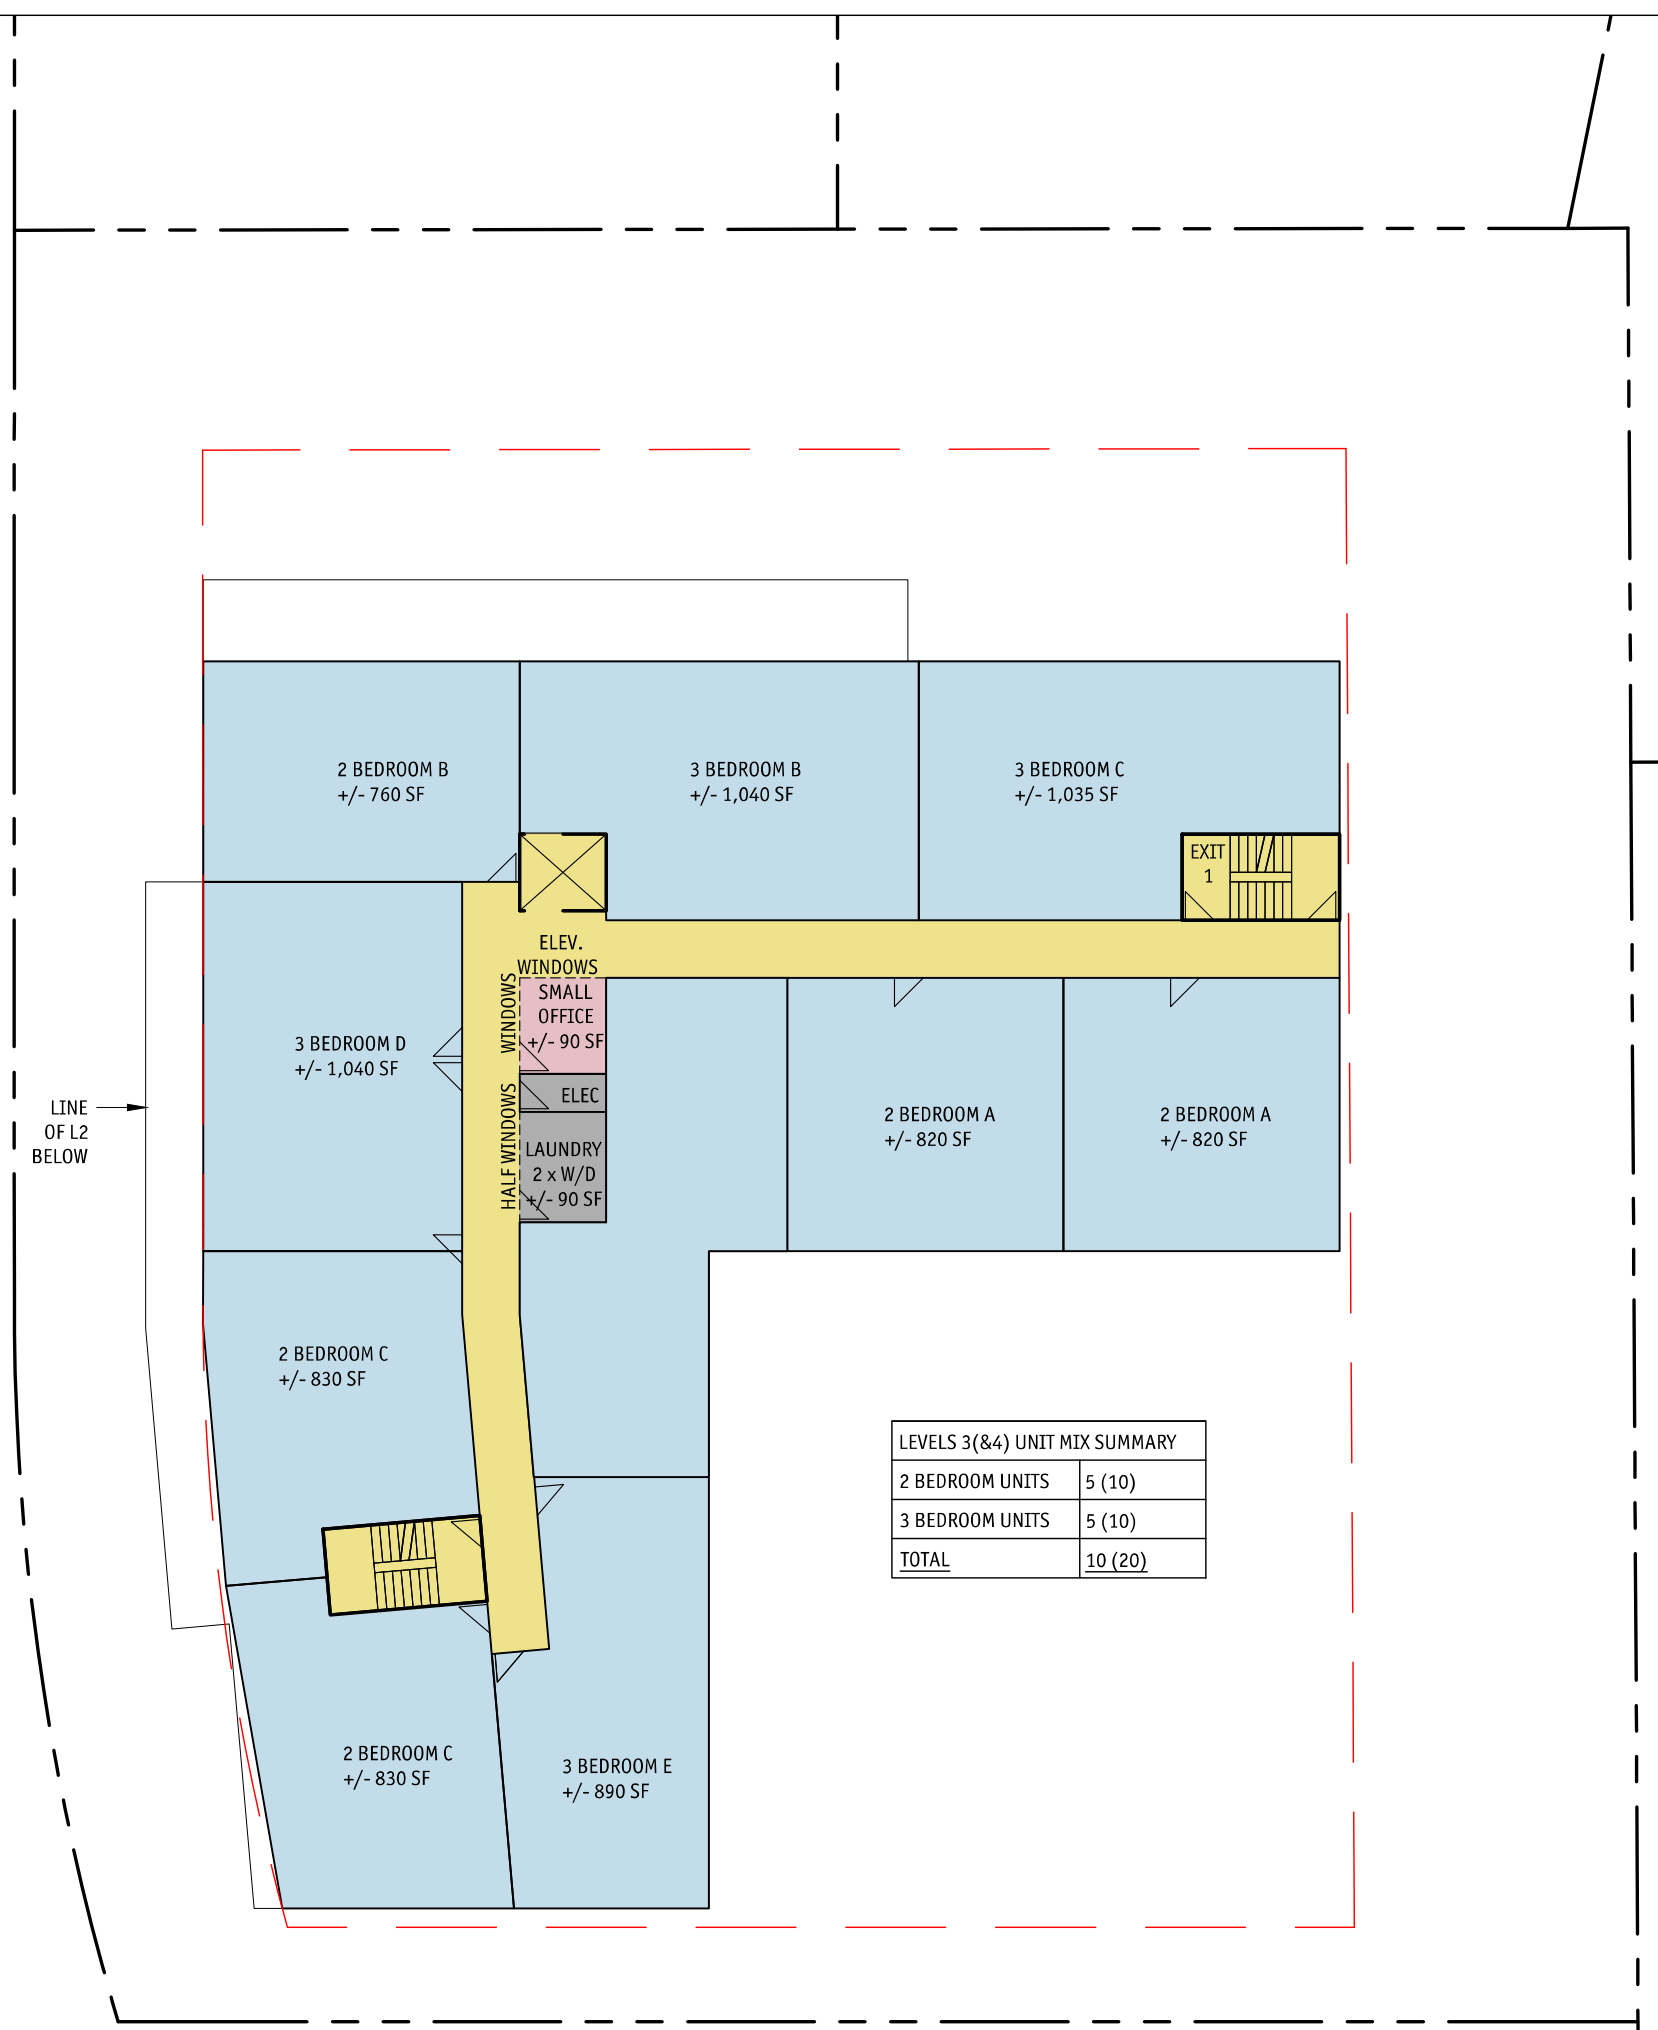 2 BEDROOM B
+/- 760 SF
3 BEDROOM B
+/- 1,040 SF
3 BEDROOM C
+/- 1,035 SF
EXIT
1
ELEV.
WINDOWS
WINDOWS
SMALL
OFFICE
+/- 90 SF
3 BEDROOM D
+/- 1,040 SF
ELEC
HALF WINDOWS
LAUNDRY
2 x W/D
+/- 90 SF
2 BEDROOM A
+/- 820 SF
2 BEDROOM A
+/- 820 SF
LINE
OF L2
BELOW
2 BEDROOM C
+/- 830 SF
LEVELS 3(&4) UNIT MIX SUMMARY
2 BEDROOM UNITS 5 (10)
3 BEDROOM UNITS 5 (10)
TOTAL 10 (20)
2 BEDROOM C
+/- 830 SF
3 BEDROOM E
+/- 890 SF